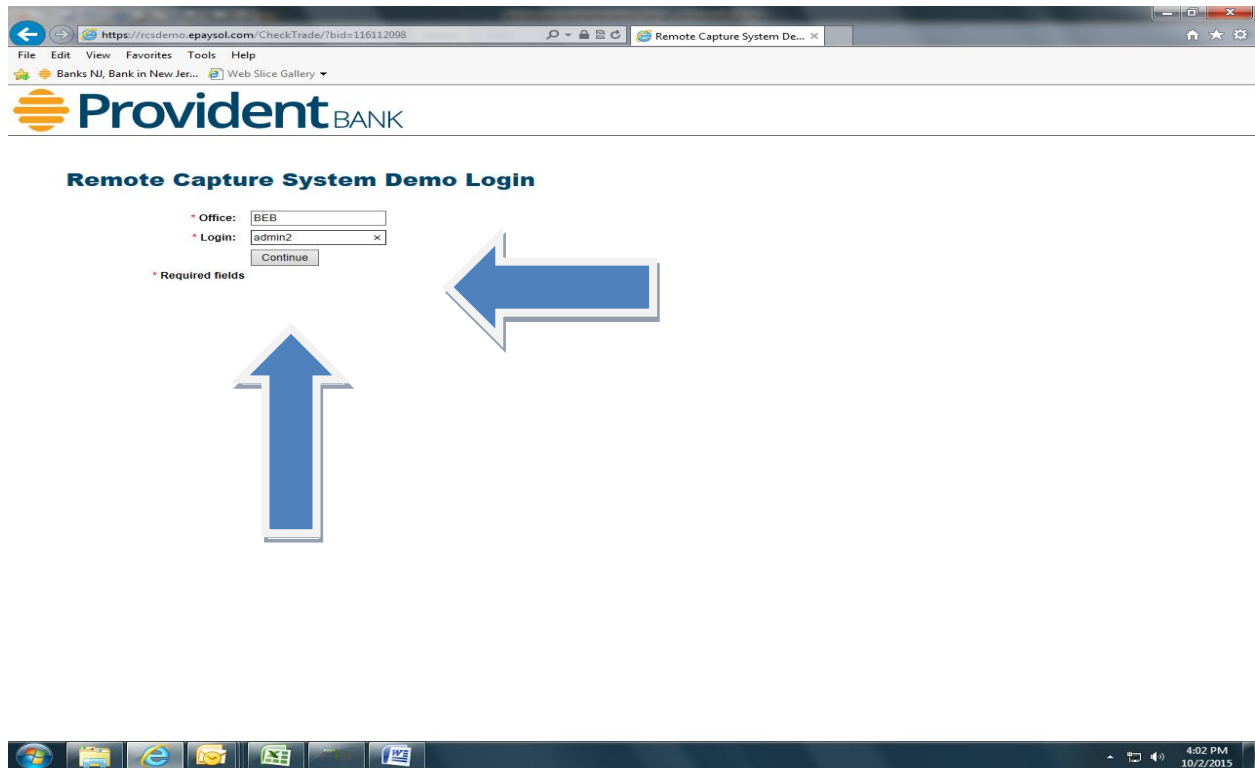 https://rcsdemo.epaysol.com/CheckTrade/?bid=116112098
Remote Capture System De...
File Edit View Favorites Tools Help
Banks NJ, Bank in New Jer... Web Slice Gallery
Provident BANK
Remote Capture System Demo Login
* Office: BEB
* Login: admin2
Continue
* Required fields
4:02 PM
10/2/2015